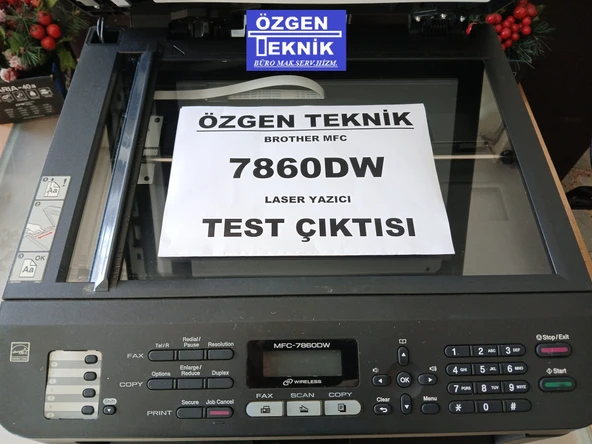 ÖZGEN
TEKNİK
BÜRO MAK.SERV.HİZM.
ÖZGEN TEKNİK
BROTHER MFC
7860DW
LASER YAZICI
TEST ÇIKTISI
OK
MFC-7860DW
WIRELESS
FAX
Tel/R
Redial/
Pause
Resolution
COPY
Options
Enlarge/
Reduce
Duplex
PRINT
Secure
Job Cancel
FAX SCAN COPY
OK
Clear
Menu
1 2 ABC 3 DEF
4 GHI 5 JKL 6 MNO
7 PQRS 8 TUV 9 WXYZ
* 0 #
Stop/Exit
Start